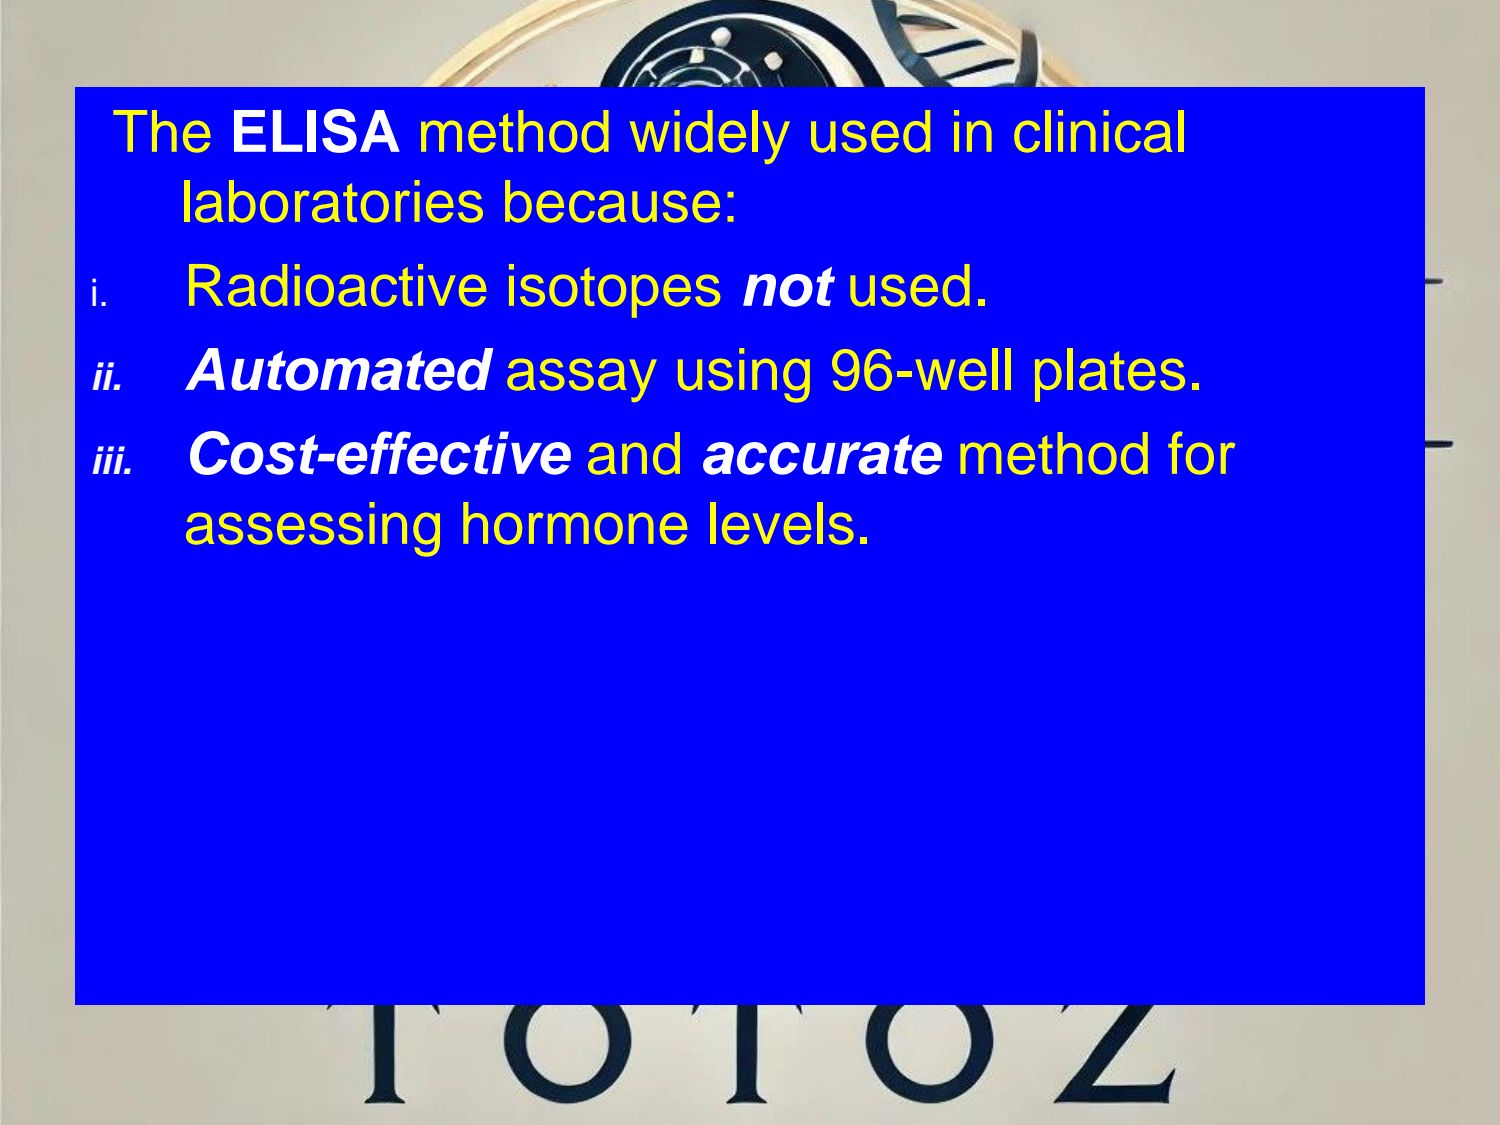 The ELISA method widely used in clinical
laboratories because:
i. Radioactive isotopes not used.
ii. Automated assay using 96-well plates.
iii. Cost-effective and accurate method for
assessing hormone levels.
TOTOZ